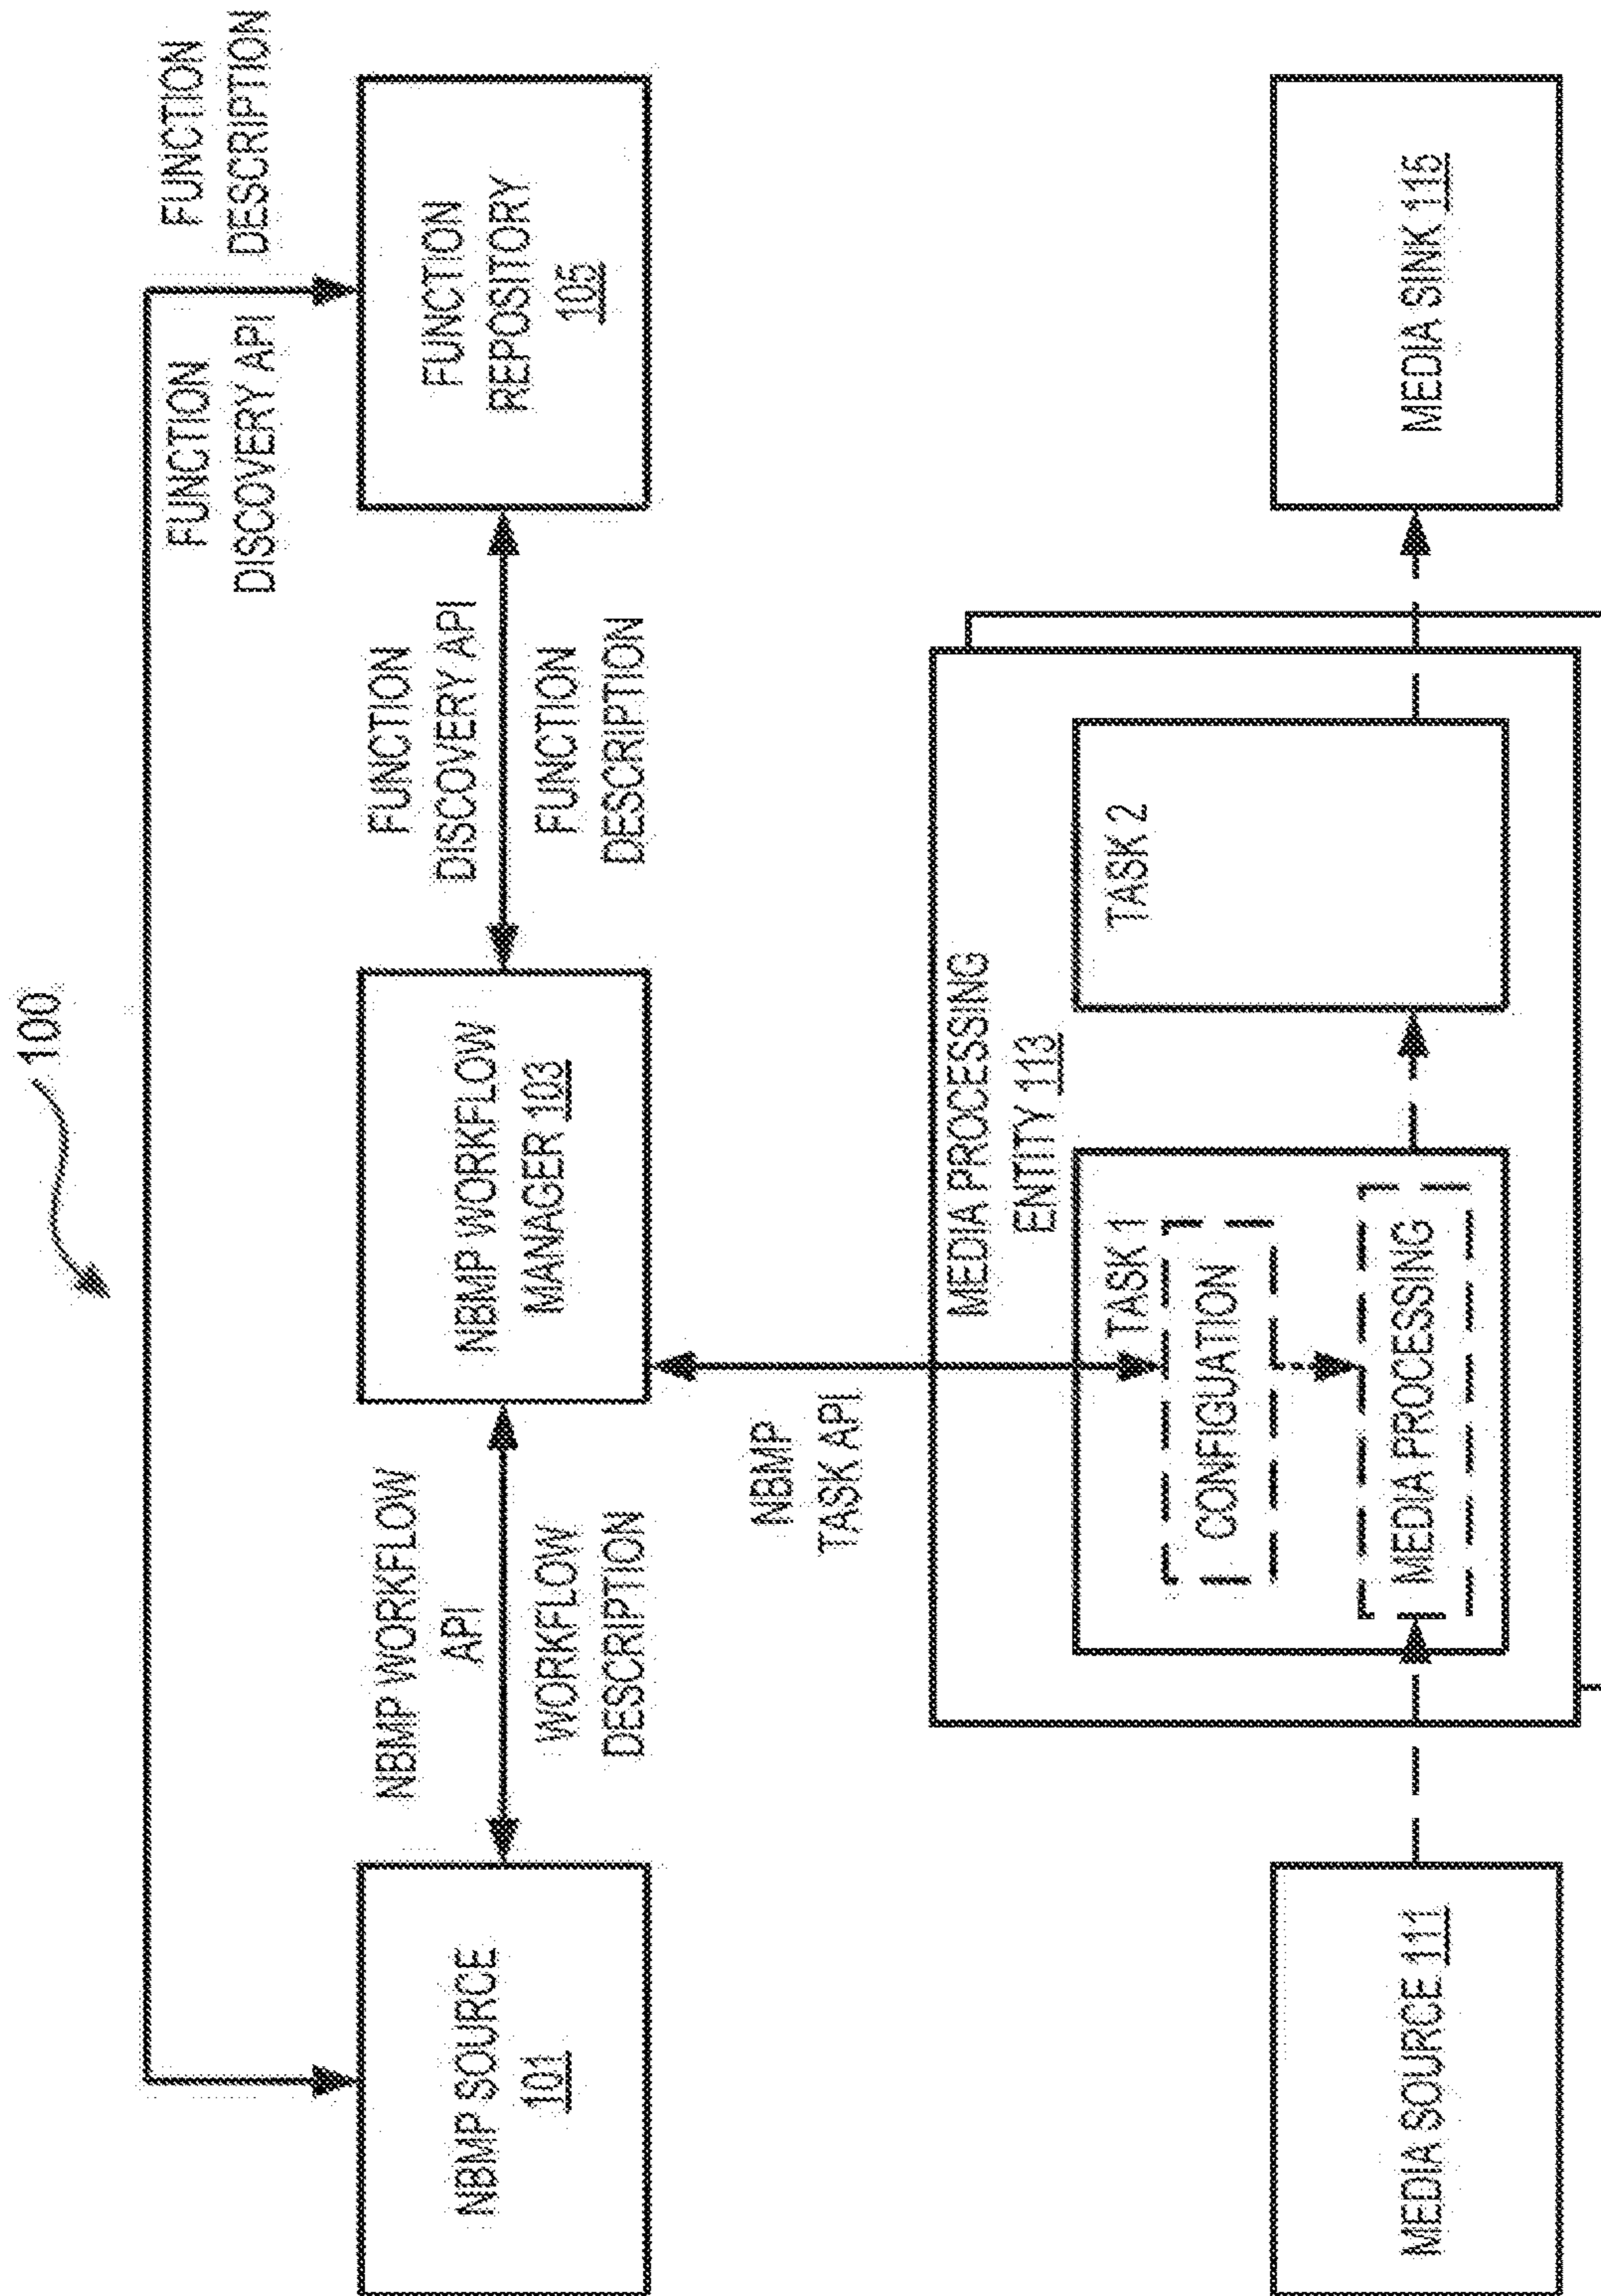 100
FUNCTION
DISCOVERY API
FUNCTION
DESCRIPTION
NBMP SOURCE
101
NBMP WORKFLOW
API
WORKFLOW
DESCRIPTION
NBMP WORKFLOW
MANAGER 103
FUNCTION
DISCOVERY API
FUNCTION
DESCRIPTION
FUNCTION
REPOSITORY
105
NBMP
TASK API
MEDIA PROCESSING
ENTITY 113
TASK 1
CONFIGUATION
MEDIA PROCESSING
TASK 2
MEDIA SOURCE 111
MEDIA SINK 115